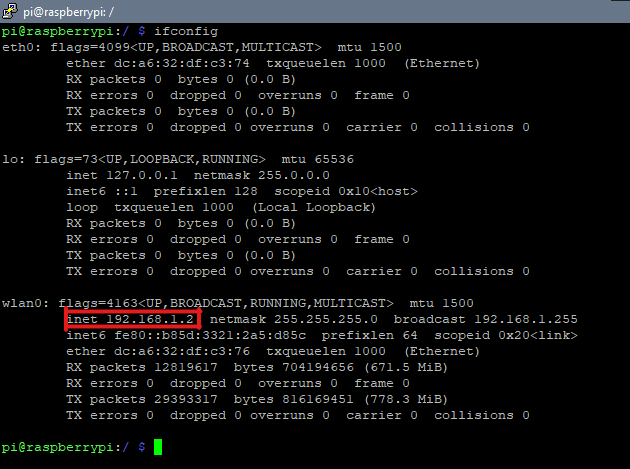 pi@raspberrypi: /
pi@raspberrypi:/ $ ifconfig
eth0: flags=4099<UP,BROADCAST,MULTICAST>  mtu 1500
        ether dc:a6:32:df:c3:74  txqueuelen 1000  (Ethernet)
        RX packets 0  bytes 0 (0.0 B)
        RX errors 0  dropped 0  overruns 0  frame 0
        TX packets 0  bytes 0 (0.0 B)
        TX errors 0  dropped 0 overruns 0  carrier 0  collisions 0

lo: flags=73<UP,LOOPBACK,RUNNING>  mtu 65536
        inet 127.0.0.1  netmask 255.0.0.0
        inet6 ::1  prefixlen 128  scopeid 0x10<host>
        loop  txqueuelen 1000  (Local Loopback)
        RX packets 0  bytes 0 (0.0 B)
        RX errors 0  dropped 0  overruns 0  frame 0
        TX packets 0  bytes 0 (0.0 B)
        TX errors 0  dropped 0 overruns 0  carrier 0  collisions 0

wlan0: flags=4163<UP,BROADCAST,RUNNING,MULTICAST>  mtu 1500
        inet 192.168.1.2  netmask 255.255.255.0  broadcast 192.168.1.255
        inet6 fe80::b85d:3321:2a5:d85c  prefixlen 64  scopeid 0x20<link>
        ether dc:a6:32:df:c3:76  txqueuelen 1000  (Ethernet)
        RX packets 12819617  bytes 704194656 (671.5 MiB)
        RX errors 0  dropped 0  overruns 0  frame 0
        TX packets 29393317  bytes 816169451 (778.3 MiB)
        TX errors 0  dropped 0 overruns 0  carrier 0  collisions 0

pi@raspberrypi:/ $